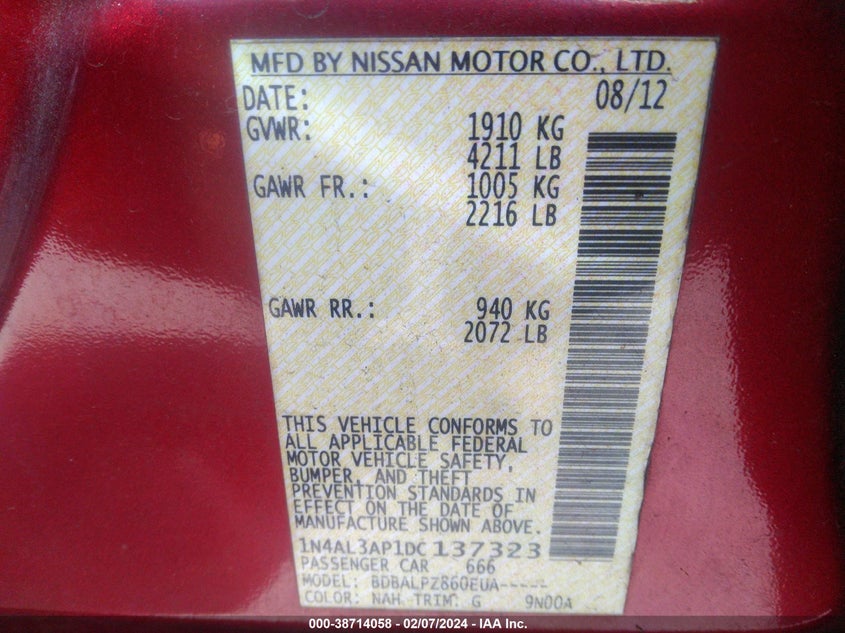 MFD BY NISSAN MOTOR CO., LTD.
DATE: 08/12
GVWR: 1910 KG
4211 LB
GAWR FR.: 1005 KG
2216 LB
GAWR RR.: 940 KG
2072 LB
THIS VEHICLE CONFORMS TO
ALL APPLICABLE FEDERAL
MOTOR VEHICLE SAFETY,
BUMPER, AND THEFT
PREVENTION STANDARDS IN
EFFECT ON THE DATE OF
MANUFACTURE SHOWN ABOVE.
1N4AL3AP1DC137323
PASSENGER CAR 666
MODEL: BDBALPZ860EUA-----
COLOR: NAH TRIM: G 9N00A
000-38714058 - 02/07/2024 - IAA Inc.